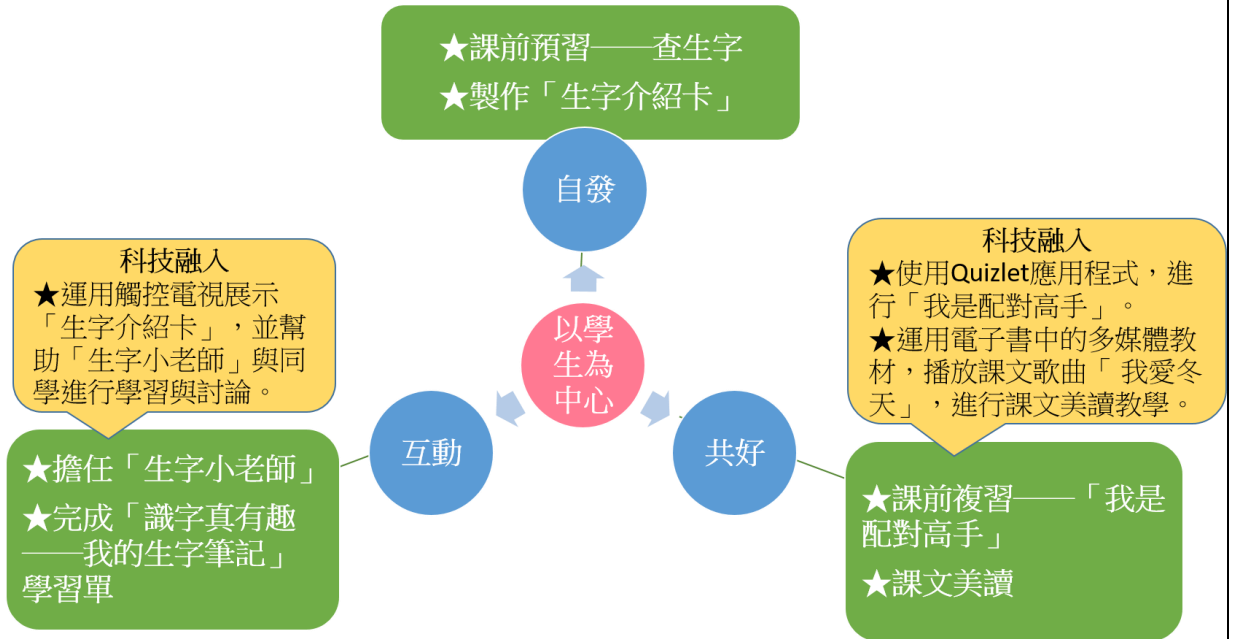 ★課前預習──查生字
★製作「生字介紹卡」
自發
科技融入
★運用觸控電視展示
「生字介紹卡」，並幫
助「生字小老師」與同
學進行學習與討論。
科技融入
★使用Quizlet應用程式，進
行「我是配對高手」。
★運用電子書中的多媒體教
材，播放課文歌曲「 我愛冬
天」，進行課文美讀教學。
以學
生為
中心
互動
共好
★擔任「生字小老師」
★完成「識字真有趣
──我的生字筆記」
學習單
★課前複習──「我是
配對高手」
★課文美讀